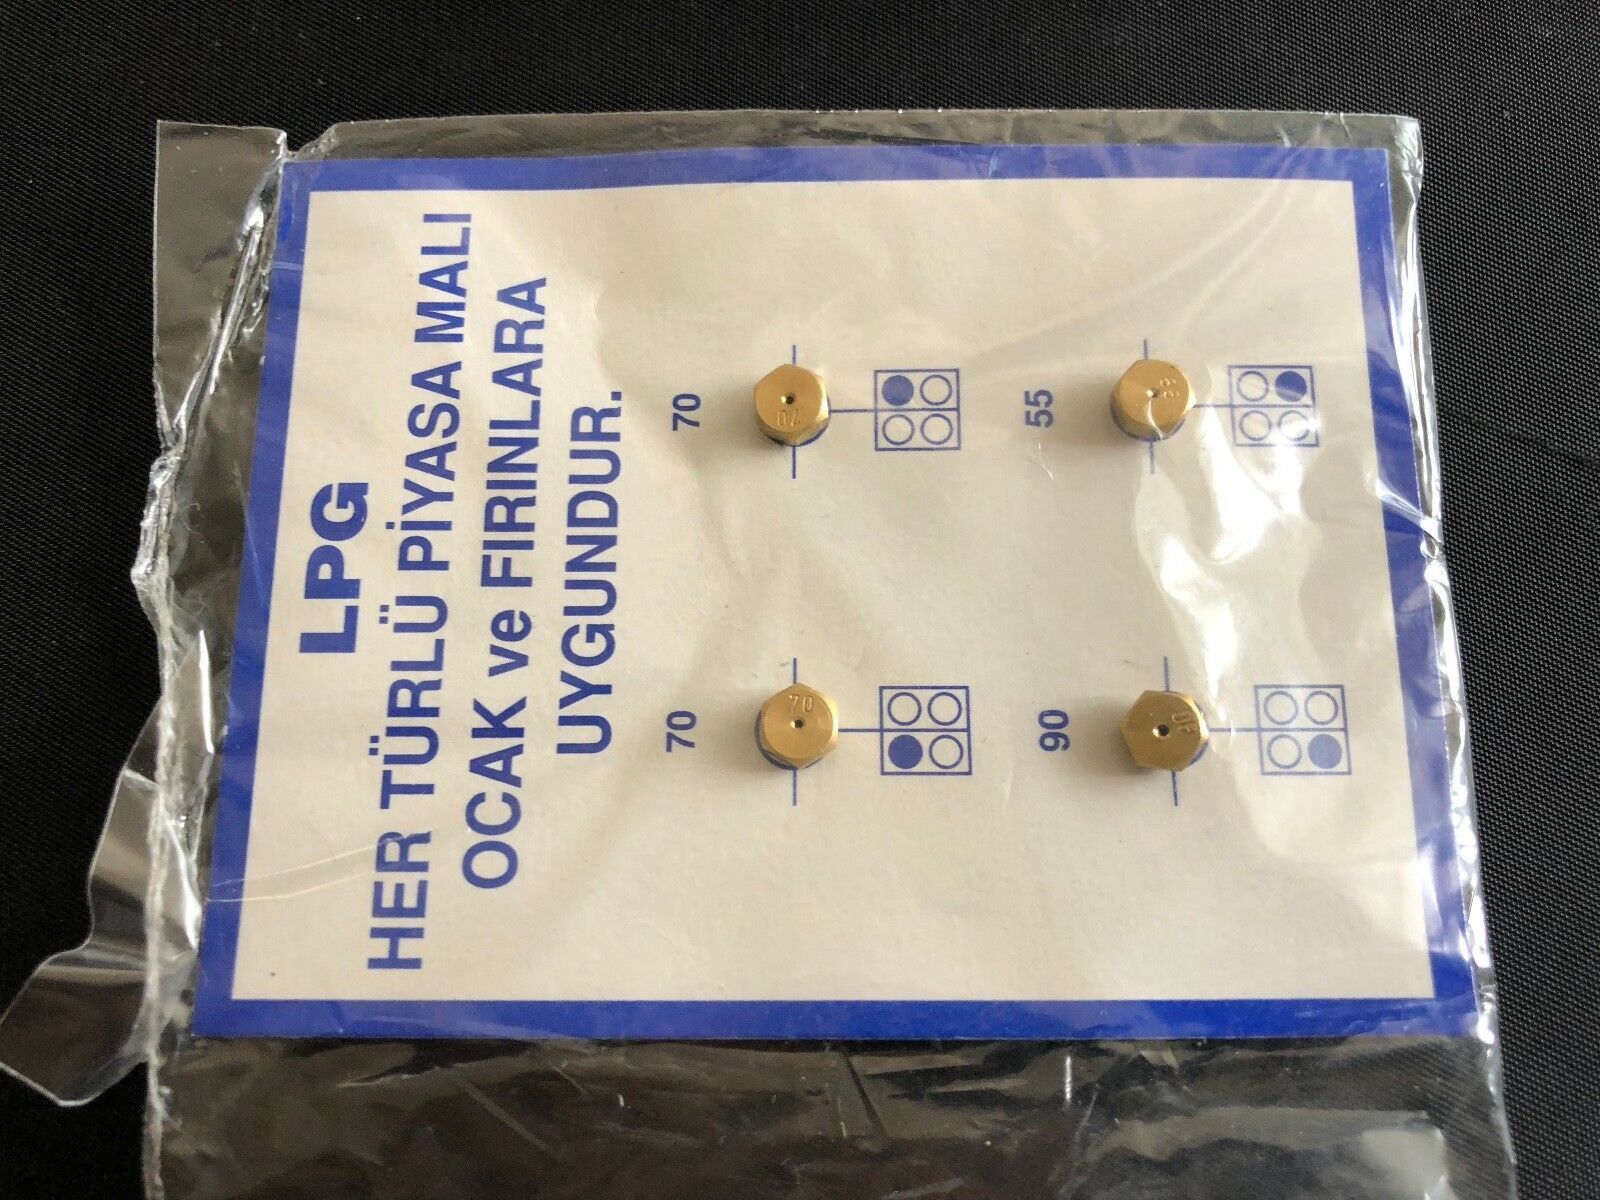 LPG
HER TÜRLÜ PİYASA MALI
OCAK ve FIRINLARA
UYGUNDUR.
70
70
70
70
90
55